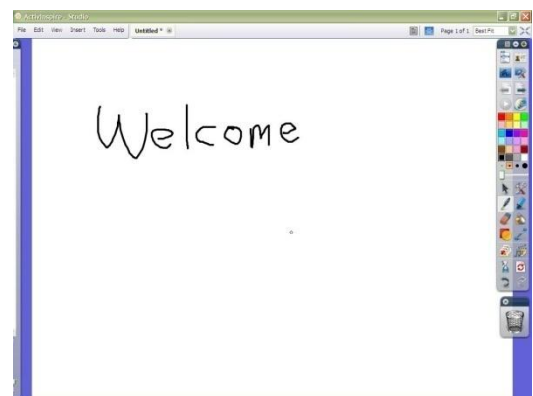 ActivInspire - Studio
File Edit View Insert Tools Help Untitled * Page 1 of 1 Best Fit
Welcome